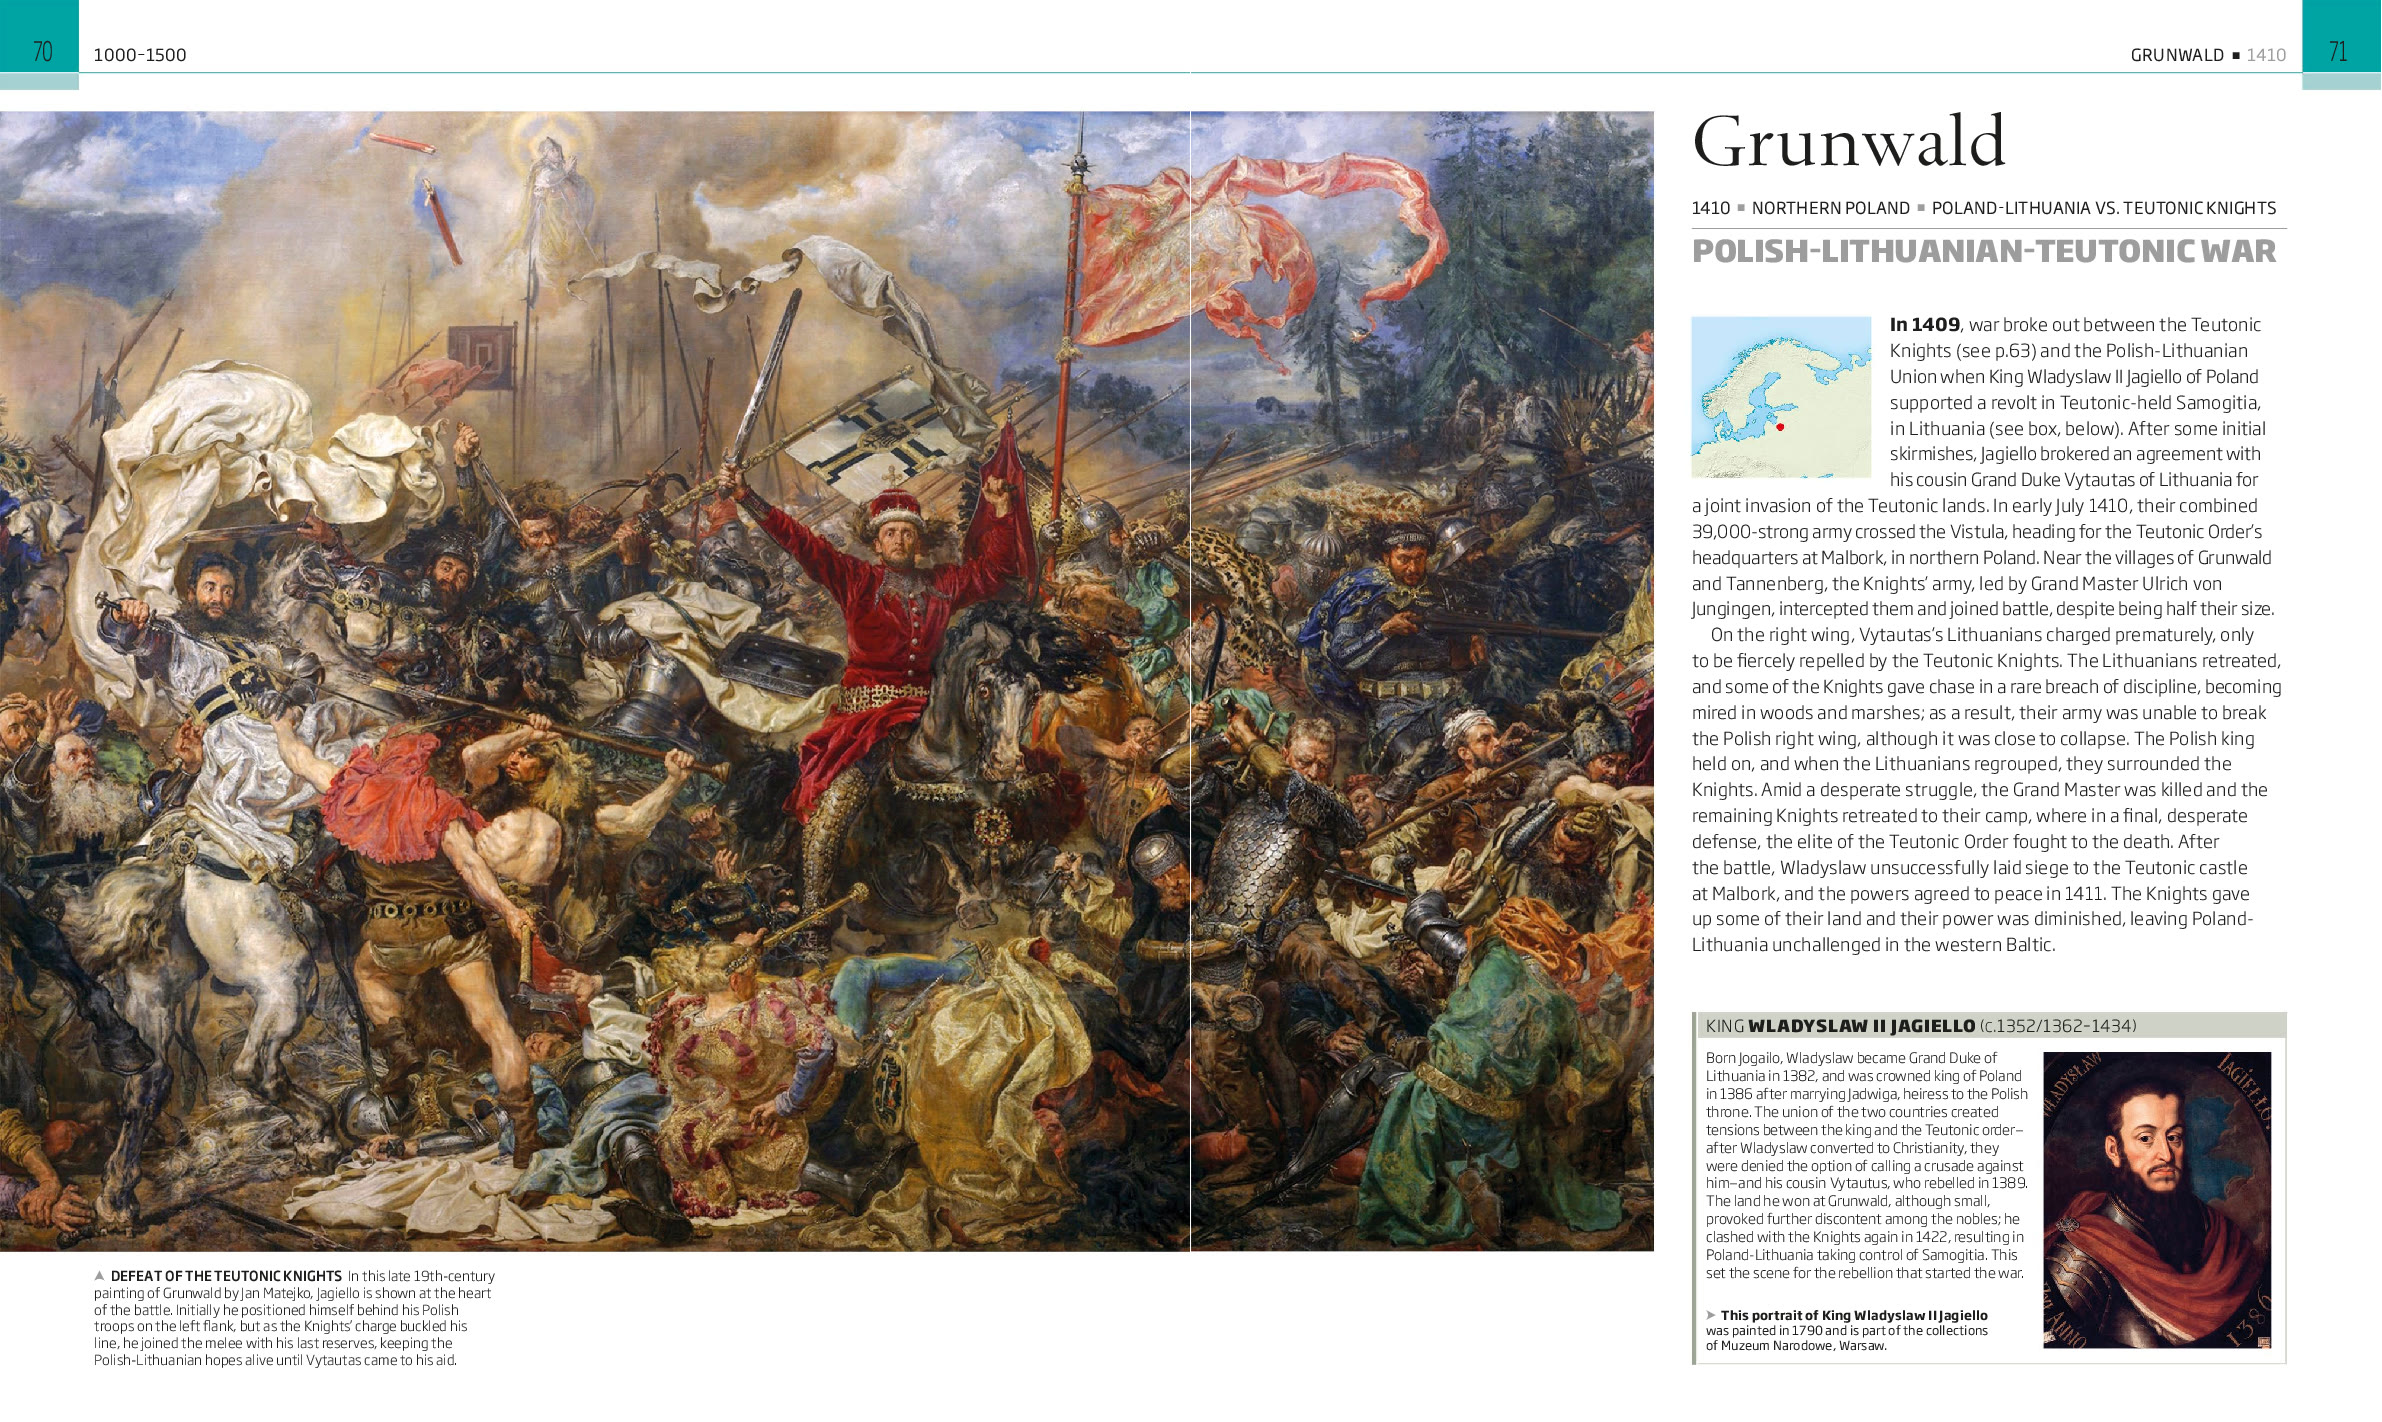 70
1000–1500
GRUNWALD ■ 1410
71
Grunwald
1410 ■ NORTHERN POLAND ■ POLAND-LITHUANIA VS. TEUTONIC KNIGHTS
POLISH-LITHUANIAN-TEUTONIC WAR
In 1409, war broke out between the Teutonic
Knights (see p.63) and the Polish-Lithuanian
Union when King Wladyslaw II Jagiello of Poland
supported a revolt in Teutonic-held Samogitia,
in Lithuania (see box, below). After some initial
skirmishes, Jagiello brokered an agreement with
his cousin Grand Duke Vytautas of Lithuania for
a joint invasion of the Teutonic lands. In early July 1410, their combined
39,000-strong army crossed the Vistula, heading for the Teutonic Order's
headquarters at Malbork, in northern Poland. Near the villages of Grunwald
and Tannenberg, the Knights' army, led by Grand Master Ulrich von
Jungingen, intercepted them and joined battle, despite being half their size.
On the right wing, Vytautas's Lithuanians charged prematurely, only
to be fiercely repelled by the Teutonic Knights. The Lithuanians retreated,
and some of the Knights gave chase in a rare breach of discipline, becoming
mired in woods and marshes; as a result, their army was unable to break
the Polish right wing, although it was close to collapse. The Polish king
held on, and when the Lithuanians regrouped, they surrounded the
Knights. Amid a desperate struggle, the Grand Master was killed and the
remaining Knights retreated to their camp, where in a final, desperate
defense, the elite of the Teutonic Order fought to the death. After
the battle, Wladyslaw unsuccessfully laid siege to the Teutonic castle
at Malbork, and the powers agreed to peace in 1411. The Knights gave
up some of their land and their power was diminished, leaving Poland-
Lithuania unchallenged in the western Baltic.
KING WLADYSLAW II JAGIELLO (C.1352/1362–1434)
Born Jogailo, Wladyslaw became Grand Duke of
Lithuania in 1382, and was crowned king of Poland
in 1386 after marrying Jadwiga, heiress to the Polish
throne. The union of the two countries created
tensions between the king and the Teutonic order—
after Wladyslaw converted to Christianity, they
were denied the option of calling a crusade against
him—and his cousin Vytautus, who rebelled in 1389.
The land he won at Grunwald, although small,
provoked further discontent among the nobles; he
clashed with the Knights again in 1422, resulting in
Poland-Lithuania taking control of Samogitia. This
set the scene for the rebellion that started the war.
➤ This portrait of King Wladyslaw II Jagiello
was painted in 1790 and is part of the collections
of Muzeum Narodowe, Warsaw.
WLADYSLAW
JAGIELLO
ANNO
1386
▲ DEFEAT OF THE TEUTONIC KNIGHTS In this late 19th-century
painting of Grunwald by Jan Matejko, Jagiello is shown at the heart
of the battle. Initially he positioned himself behind his Polish
troops on the left flank, but as the Knights' charge buckled his
line, he joined the melee with his last reserves, keeping the
Polish-Lithuanian hopes alive until Vytautas came to his aid.